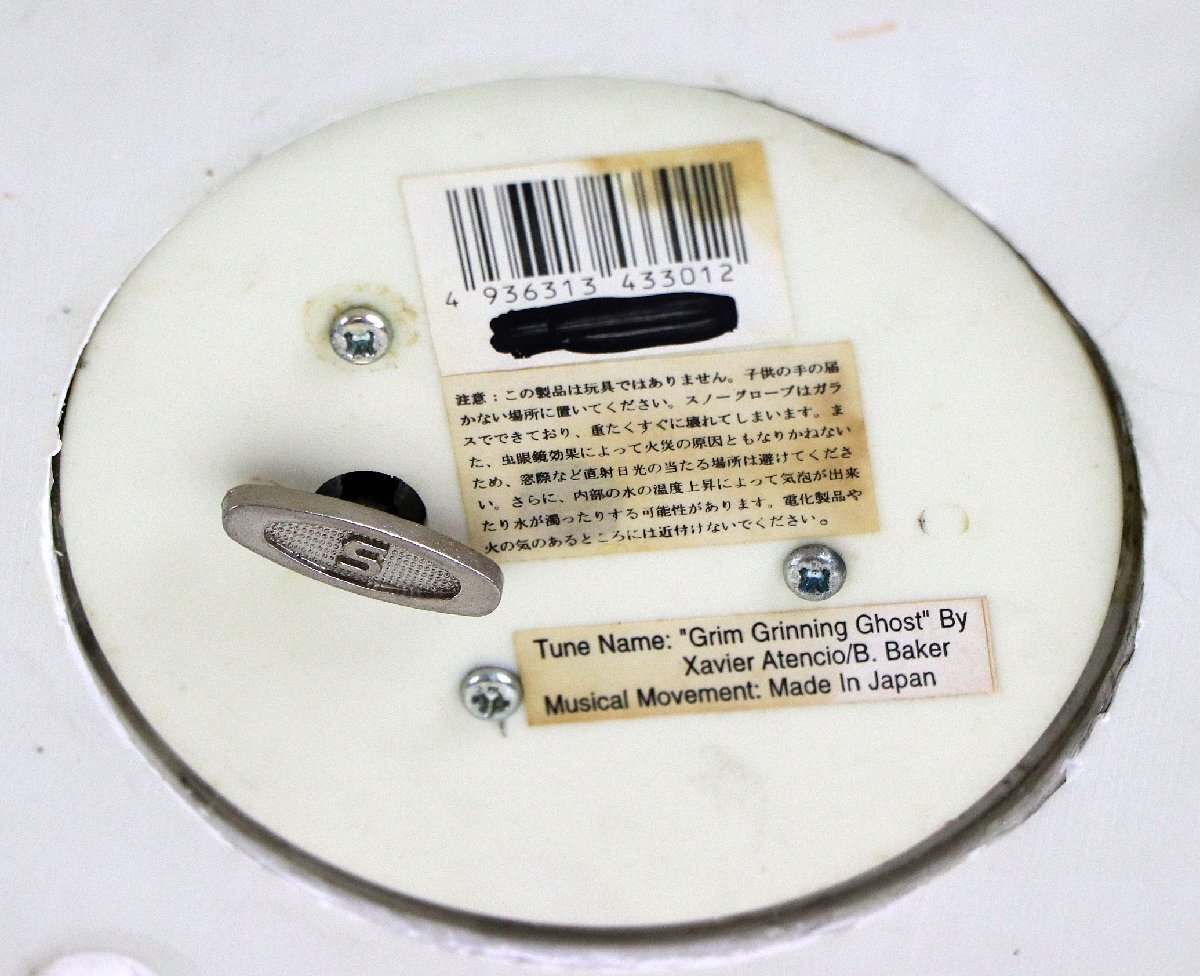 4 936313 433012
注意：この製品は玩具ではありません。子供の手の届
かない場所に置いてください。スノーグローブはガラ
スでできており、重たくすぐに壊れてしまいます。ま
た、虫眼鏡効果によって火災の原因ともなりかねない
ため、窓際など直射日光の当たる場所は避けてくださ
い。さらに、内部の水の温度上昇によって気泡が出来
たり水が濁ったりする可能性があります。電化製品や
火の気のあるところには近付けないでください。
S
Tune Name: "Grim Grinning Ghost" By
Xavier Atencio/B. Baker
Musical Movement: Made In Japan